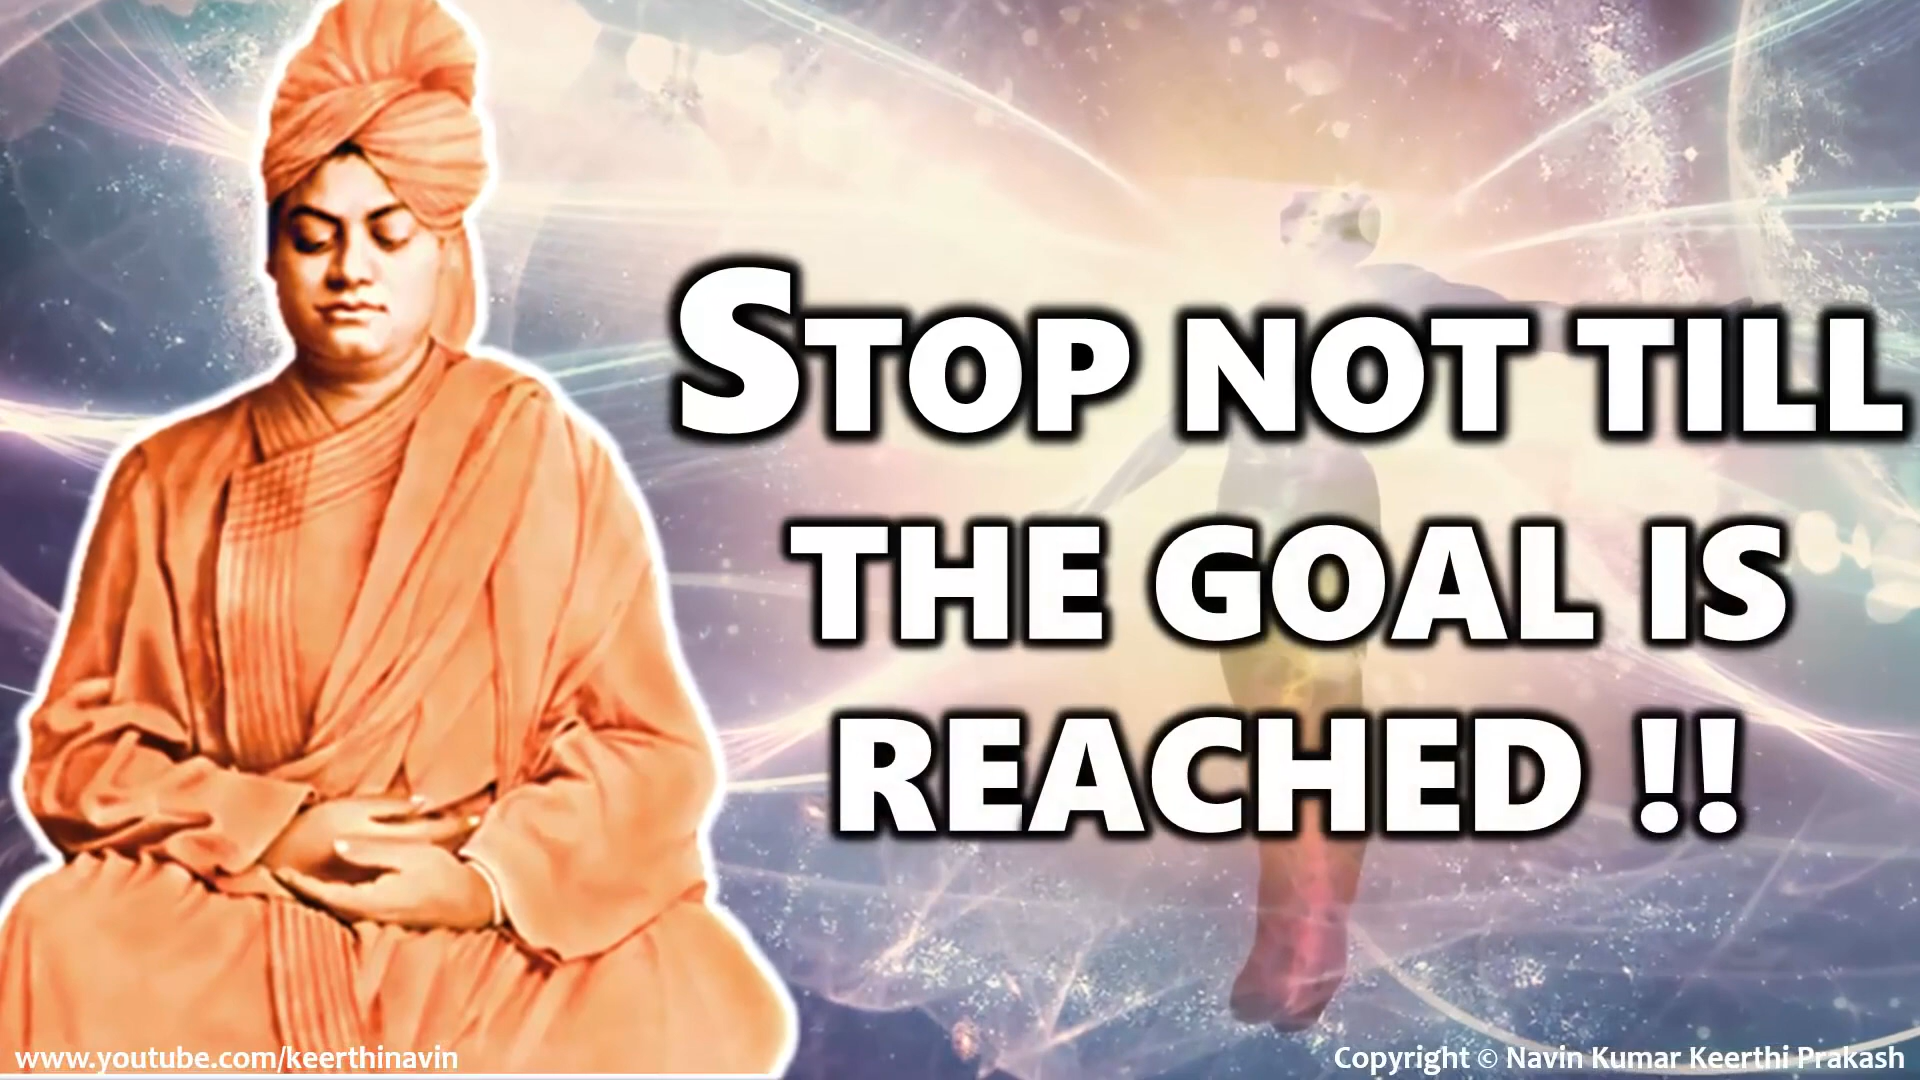 STOP NOT TILL
THE GOAL IS
REACHED !!
www.youtube.com/keerthinavin
Copyright © Navin Kumar Keerthi Prakash